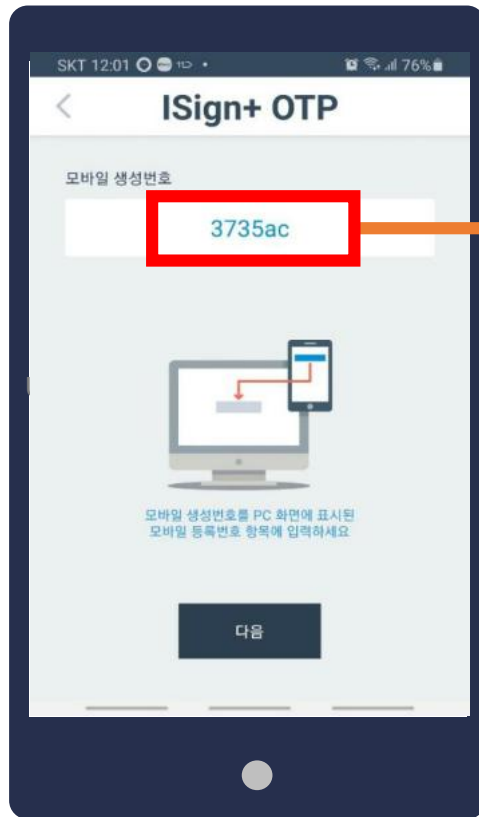 SKT 12:01
76%
ISign+ OTP
모바일 생성번호
3735ac
모바일 생성번호를 PC 화면에 표시된
모바일 등록번호 항목에 입력하세요
다음